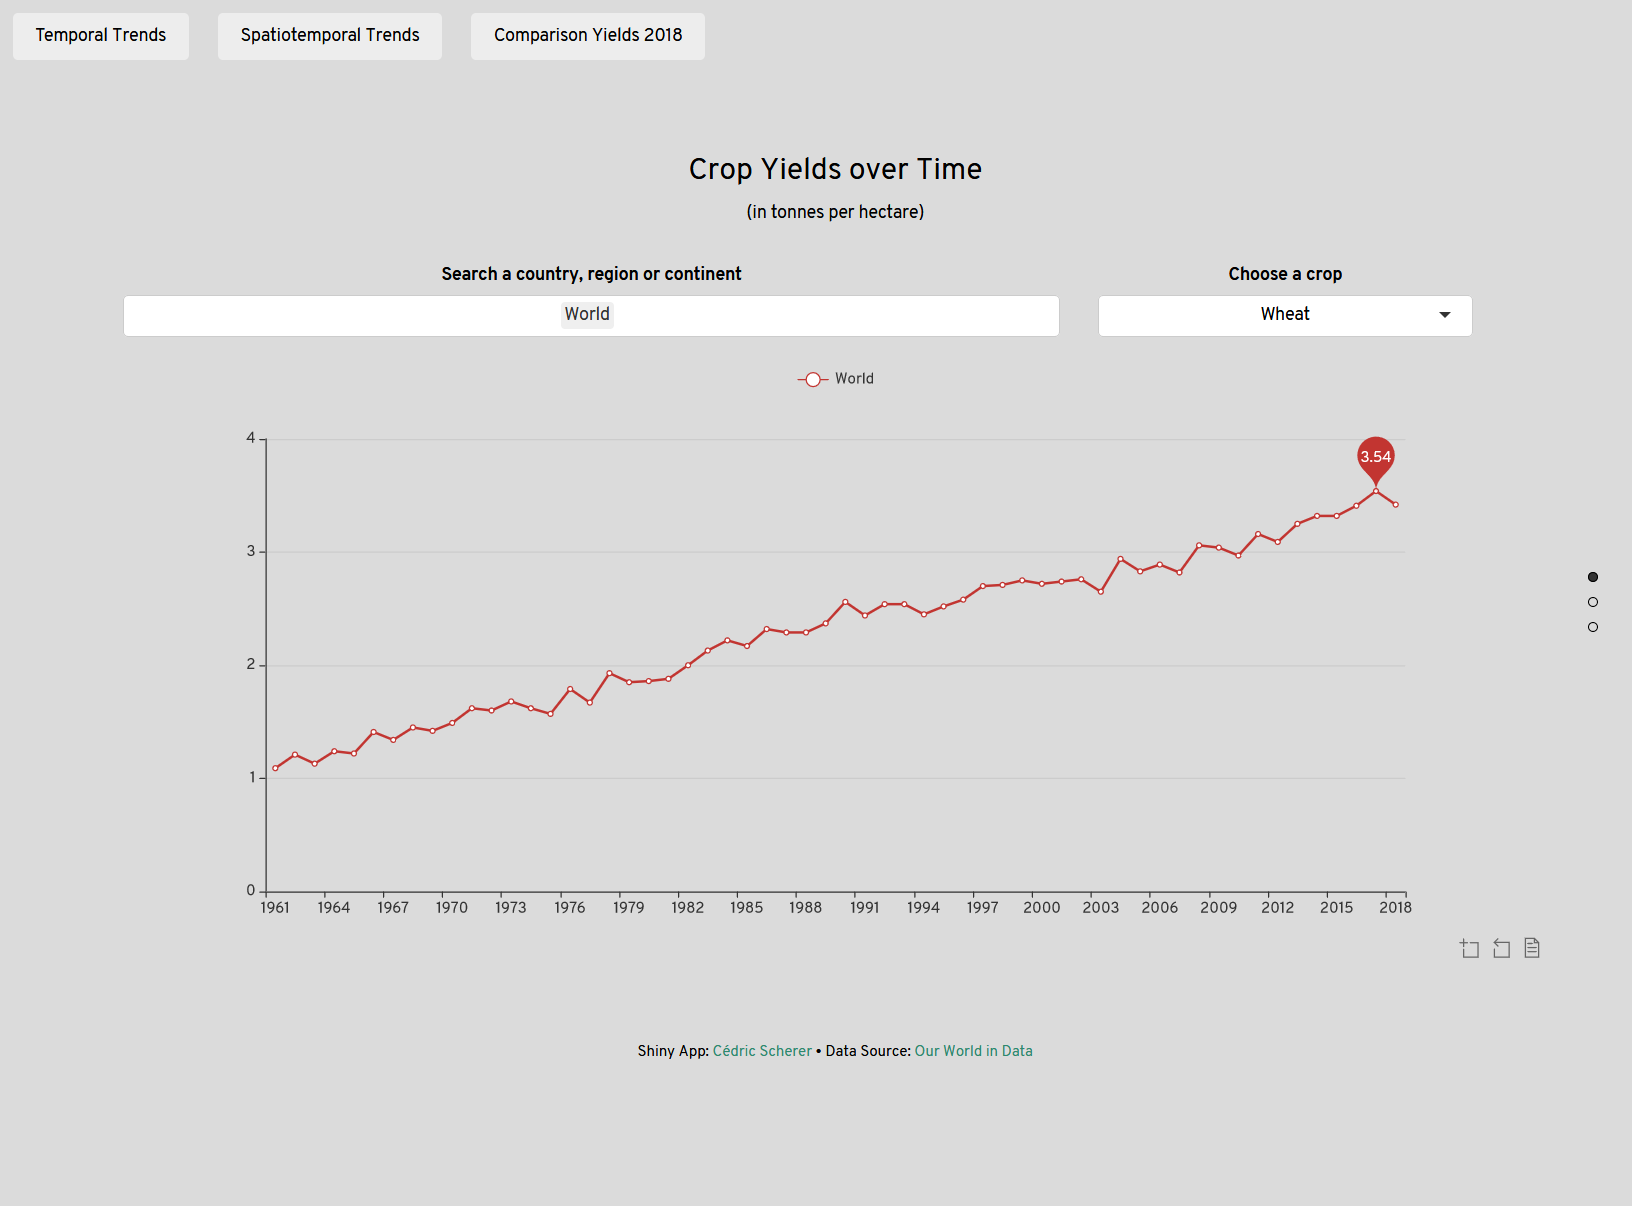 Temporal Trends
Spatiotemporal Trends
Comparison Yields 2018
Crop Yields over Time
(in tonnes per hectare)
Search a country, region or continent
World
Choose a crop
Wheat
World
4
3.54
3
2
1
0
1961 1964 1967 1970 1973 1976 1979 1982 1985 1988 1991 1994 1997 2000 2003 2006 2009 2012 2015 2018
Shiny App: Cédric Scherer • Data Source: Our World in Data